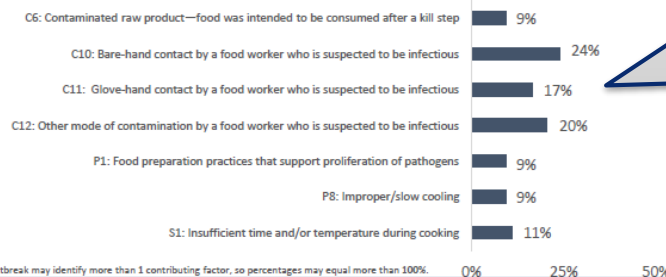 C6: Contaminated raw product—food was intended to be consumed after a kill step 9%
C10: Bare-hand contact by a food worker who is suspected to be infectious 24%
C11: Glove-hand contact by a food worker who is suspected to be infectious 17%
C12: Other mode of contamination by a food worker who is suspected to be infectious 20%
P1: Food preparation practices that support proliferation of pathogens 9%
P8: Improper/slow cooling 9%
S1: Insufficient time and/or temperature during cooking 11%
tbreak may identify more than 1 contributing factor, so percentages may equal more than 100%. 0% 25% 50%